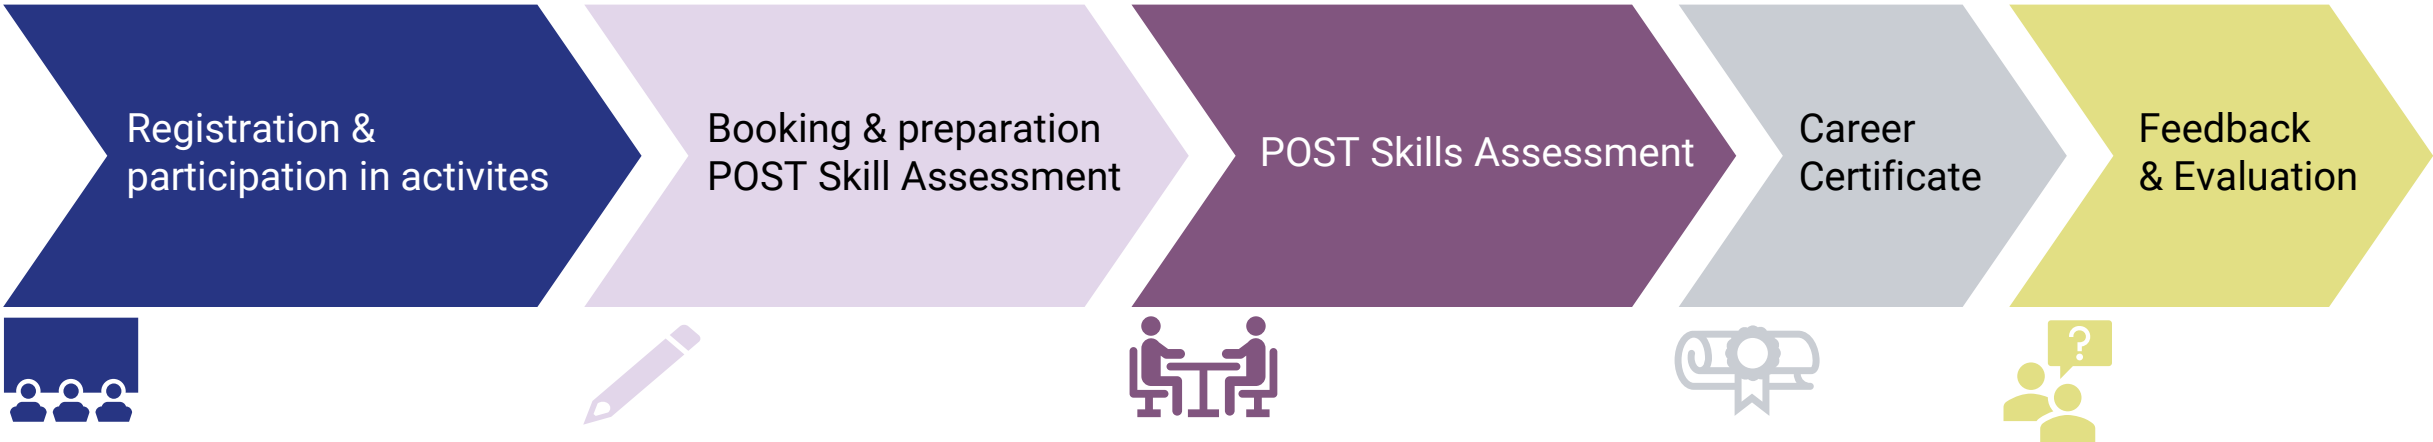 Registration &
participation in activites
Booking & preparation
POST Skill Assessment
POST Skills Assessment
Career
Certificate
Feedback
& Evaluation
?